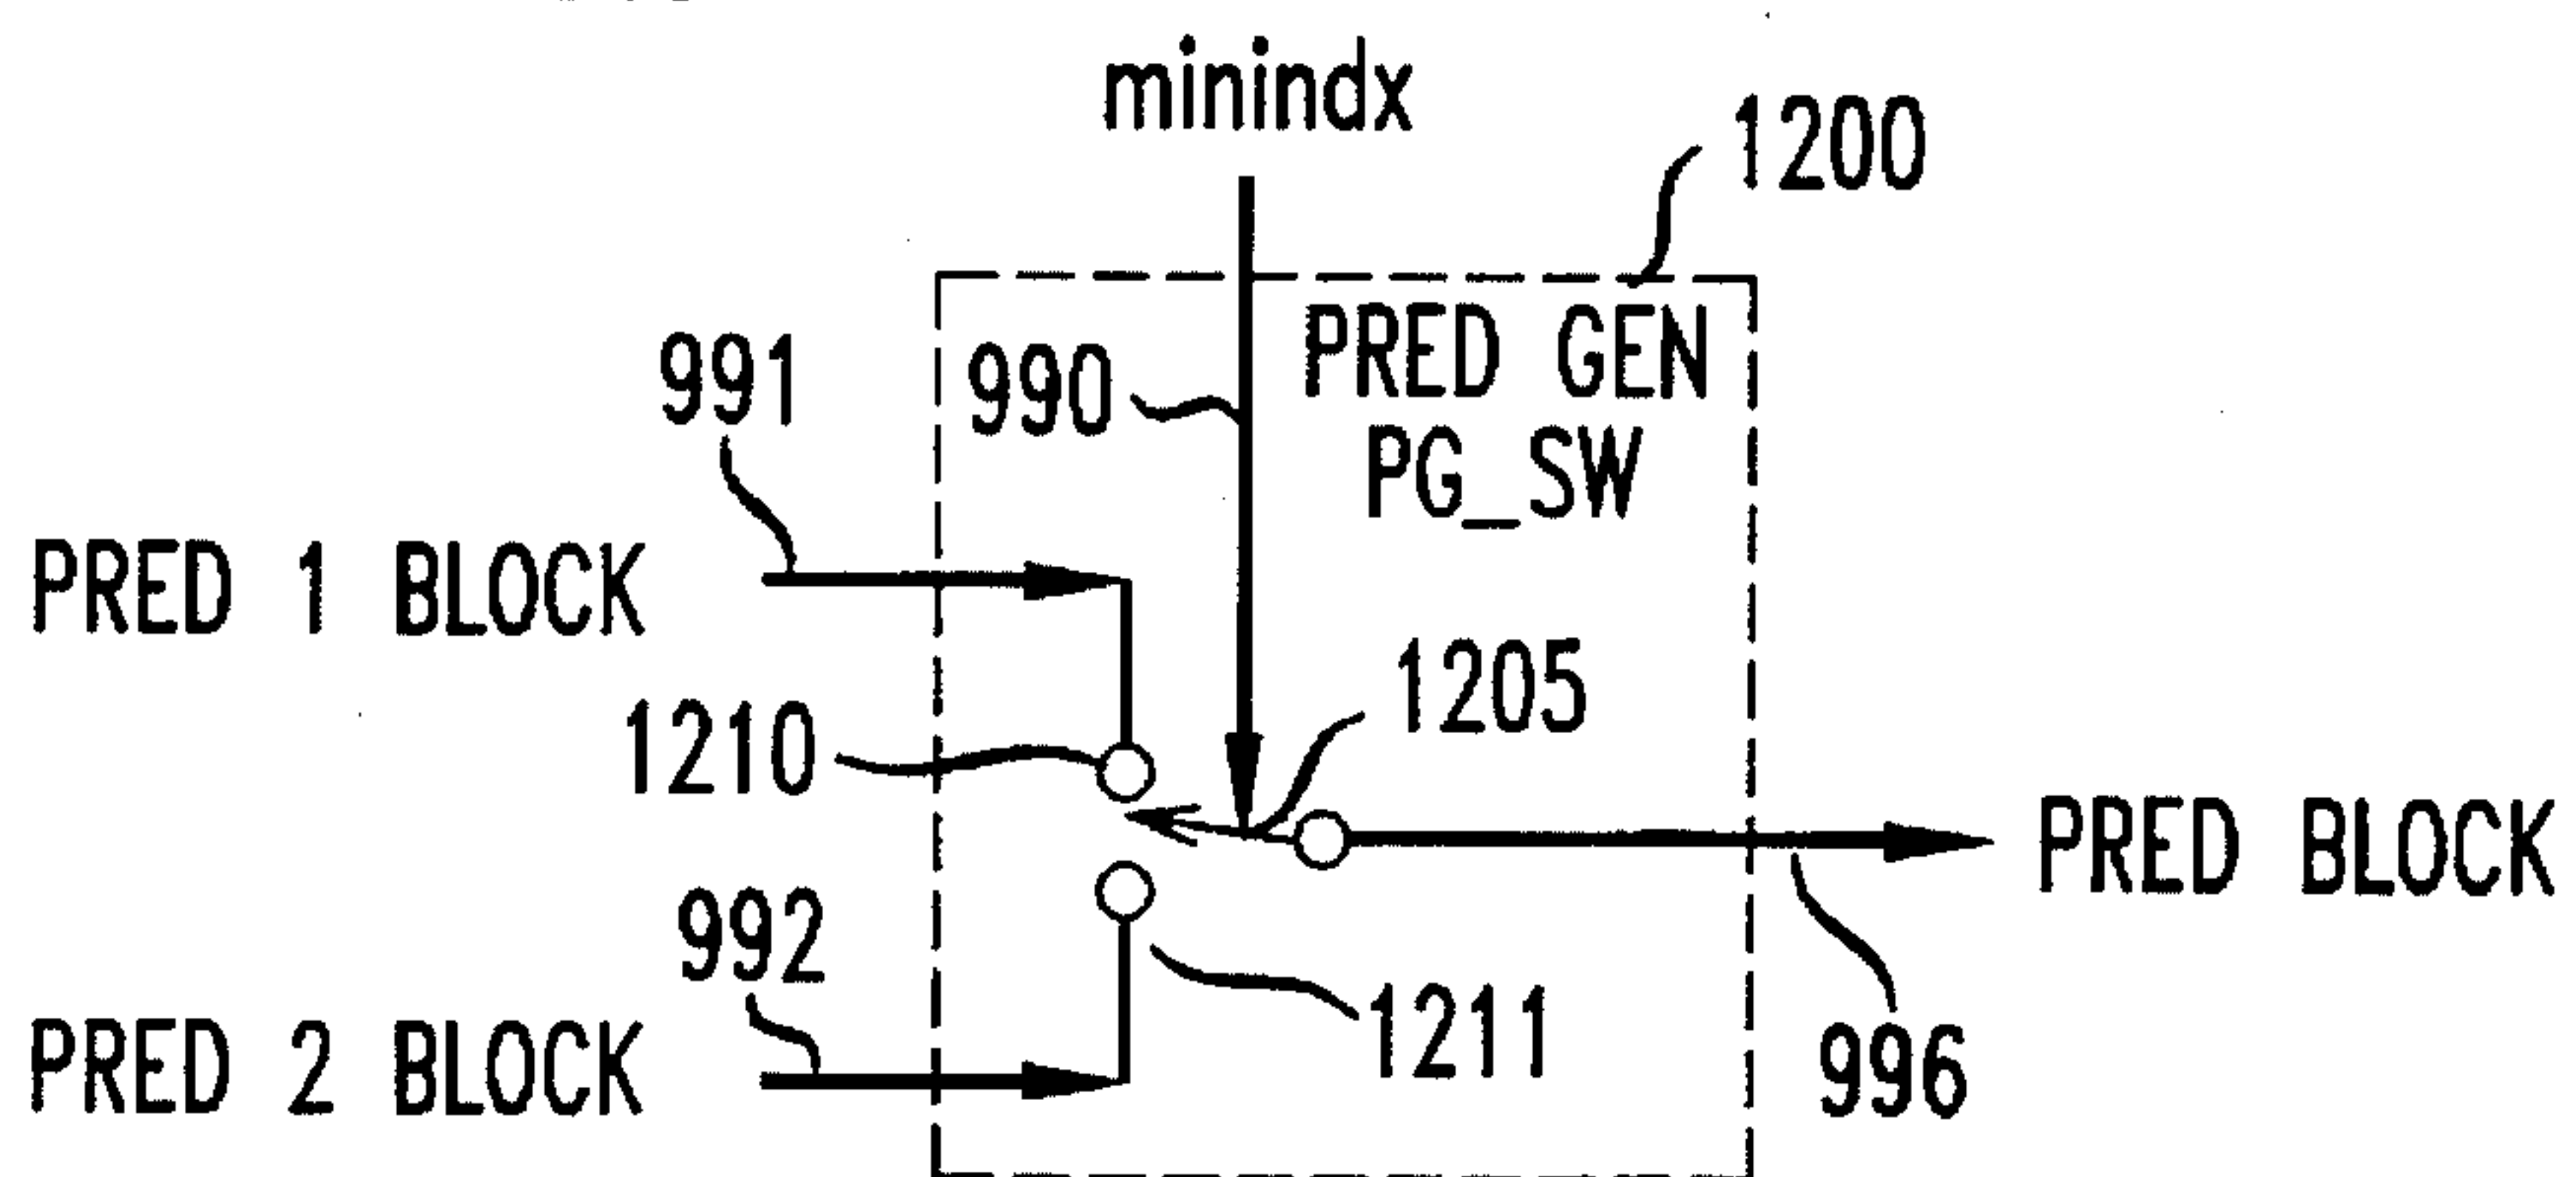 minindx
1200
PRED GEN
PG_SW
991
990
PRED 1 BLOCK
1205
1210
PRED BLOCK
992
1211
996
PRED 2 BLOCK